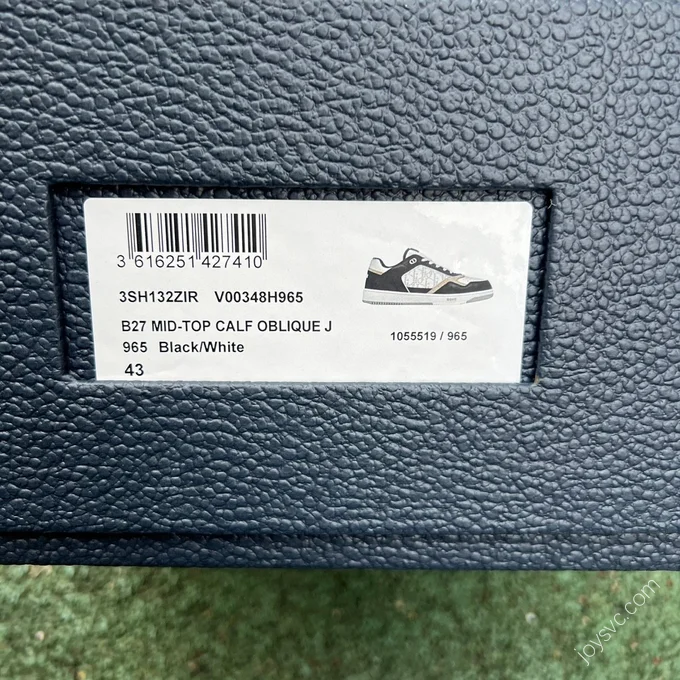 3 616251 427410
3SH132ZIR V00348H965
B27 MID-TOP CALF OBLIQUE J
965 Black/White
1055519 / 965
43
joysvc.com